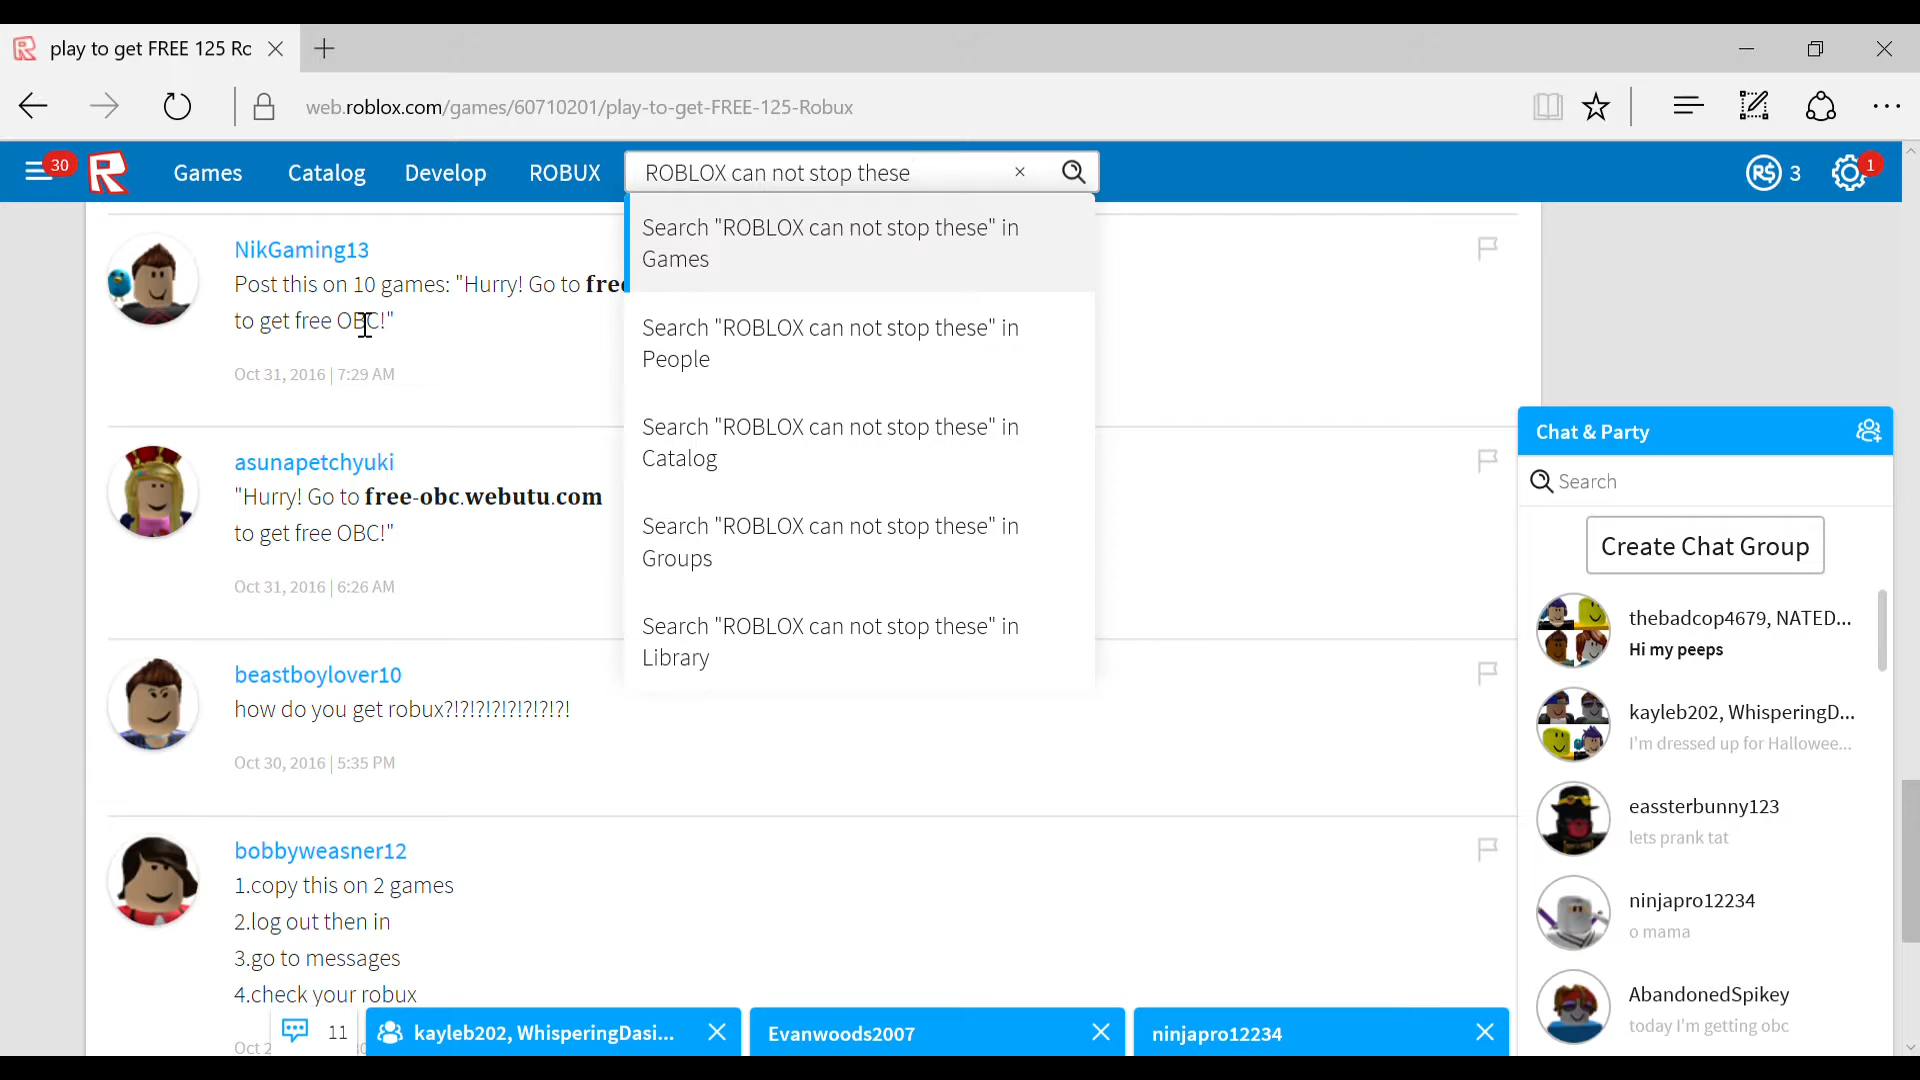 play to get FREE 125 Ro
web.roblox.com/games/60710201/play-to-get-FREE-125-Robux
30
Games
Catalog
Develop
ROBUX
ROBLOX can not stop these
R$ 3
1
Search "ROBLOX can not stop these" in
Games
Search "ROBLOX can not stop these" in
People
Search "ROBLOX can not stop these" in
Catalog
Search "ROBLOX can not stop these" in
Groups
Search "ROBLOX can not stop these" in
Library
NikGaming13
Post this on 10 games: "Hurry! Go to free
to get free OBC!"
Oct 31, 2016 | 7:29 AM
asunapetchyuki
"Hurry! Go to free-obc.webutu.com
to get free OBC!"
Oct 31, 2016 | 6:26 AM
beastboylover10
how do you get robux?!?!?!?!?!?!?!?!
Oct 30, 2016 | 5:35 PM
bobbyweasner12
1.copy this on 2 games
2.log out then in
3.go to messages
4.check your robux
Chat & Party
Search
Create Chat Group
thebadcop4679, NATED...
Hi my peeps
kayleb202, WhisperingD...
I'm dressed up for Hallowee...
eassterbunny123
lets prank tat
ninjapro12234
o mama
AbandonedSpikey
today I'm getting obc
11
kayleb202, WhisperingDasi...
Evanwoods2007
ninjapro12234